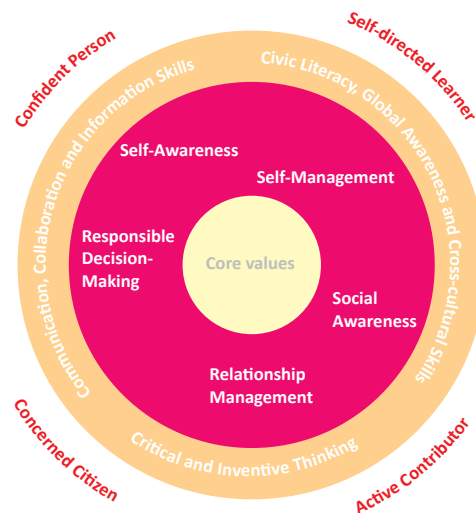 Confident Person
Self-directed Learner
Communication, Collaboration and Information Skills
Civic Literacy, Global Awareness and Cross-cultural Skills
Self-Awareness
Self-Management
Responsible
Decision-
Making
Core values
Social
Awareness
Relationship
Management
Critical and Inventive Thinking
Concerned Citizen
Active Contributor